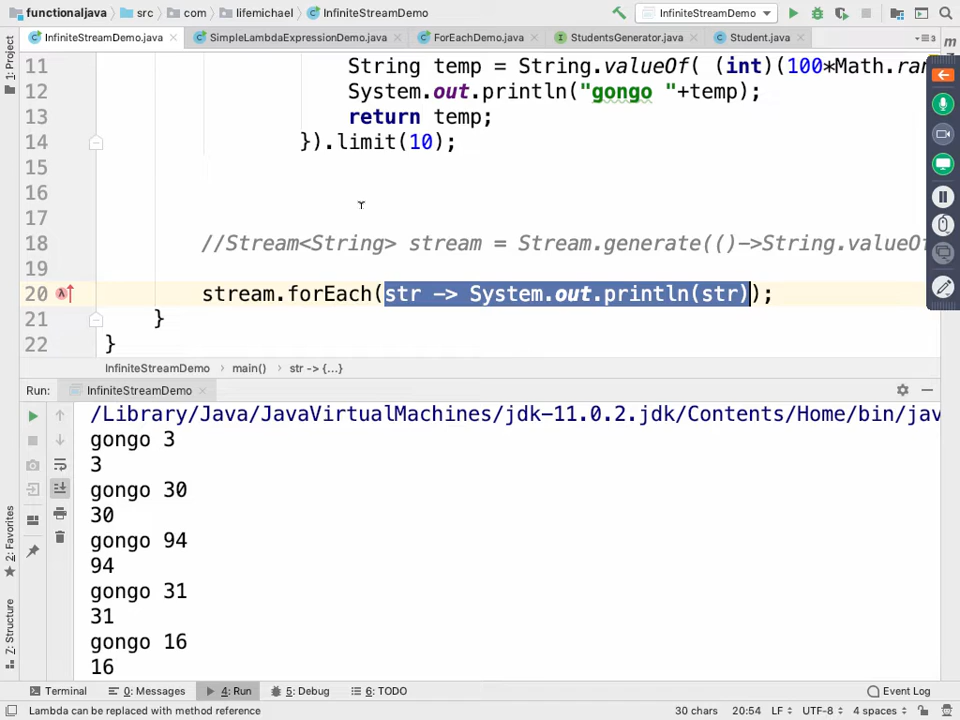 functionaljava src com lifemichael InfiniteStreamDemo InfiniteStreamDemo
InfiniteStreamDemo.java SimpleLambdaExpressionDemo.java ForEachDemo.java StudentsGenerator.java Student.java
1: Project
11 String temp = String.valueOf( (int)(100*Math.ran
12 System.out.println("gongo "+temp);
13 return temp;
14 }).limit(10);
15
16
17
18 //Stream<String> stream = Stream.generate(()->String.valueOf
19
20 stream.forEach(str -> System.out.println(str));
21 }
22 }
InfiniteStreamDemo main() str -> {...}
Run: InfiniteStreamDemo
/Library/Java/JavaVirtualMachines/jdk-11.0.2.jdk/Contents/Home/bin/jav
gongo 3
3
gongo 30
30
gongo 94
94
gongo 31
31
gongo 16
16
2: Favorites
7: Structure
Terminal 0: Messages 4: Run 5: Debug 6: TODO Event Log
Lambda can be replaced with method reference 30 chars 20:54 LF UTF-8 4 spaces